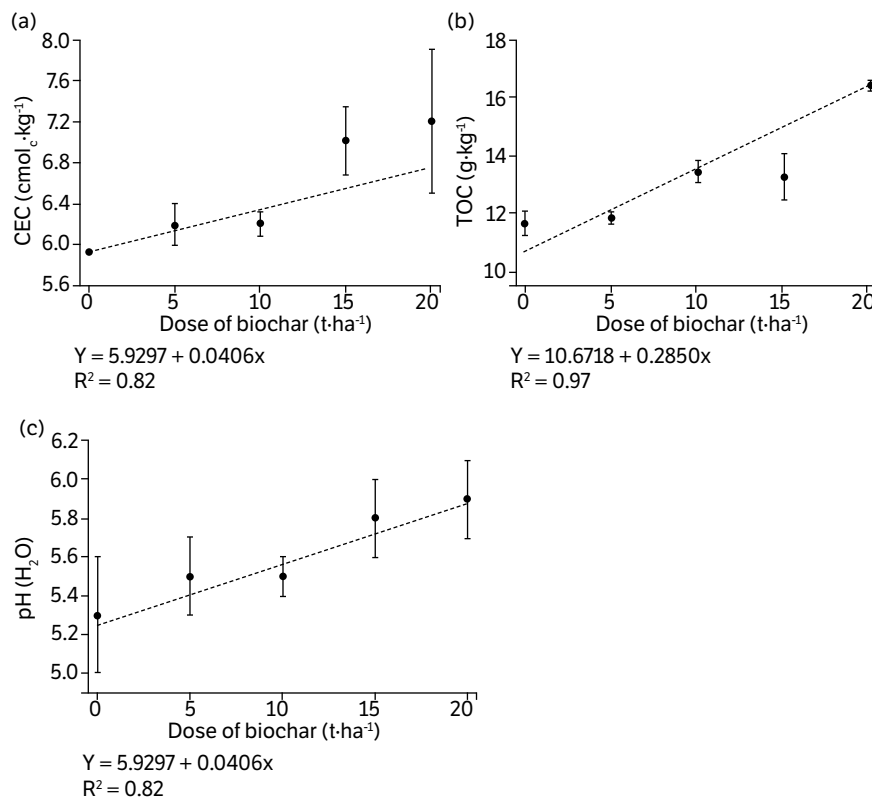 (a)
8.0
7.6
7.2
6.8
6.4
6.0
5.6
CEC (cmol_c·kg⁻¹)
0 5 10 15 20
Dose of biochar (t·ha⁻¹)
Y = 5.9297 + 0.0406x
R² = 0.82
(b)
18
16
14
12
10
TOC (g·kg⁻¹)
0 5 10 15 20
Dose of biochar (t·ha⁻¹)
Y = 10.6718 + 0.2850x
R² = 0.97
(c)
6.2
6.0
5.8
5.6
5.4
5.2
5.0
pH (H₂O)
0 5 10 15 20
Dose of biochar (t·ha⁻¹)
Y = 5.9297 + 0.0406x
R² = 0.82